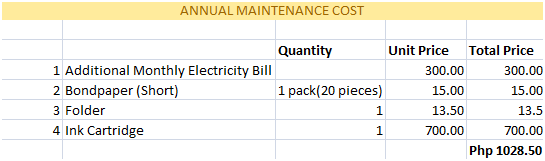 ANNUAL MAINTENANCE COST
Quantity Unit Price Total Price
1 Additional Monthly Electricity Bill 300.00 300.00
2 Bondpaper (Short) 1 pack(20 pieces) 15.00 15.00
3 Folder 1 13.50 13.5
4 Ink Cartridge 1 700.00 700.00
Php 1028.50